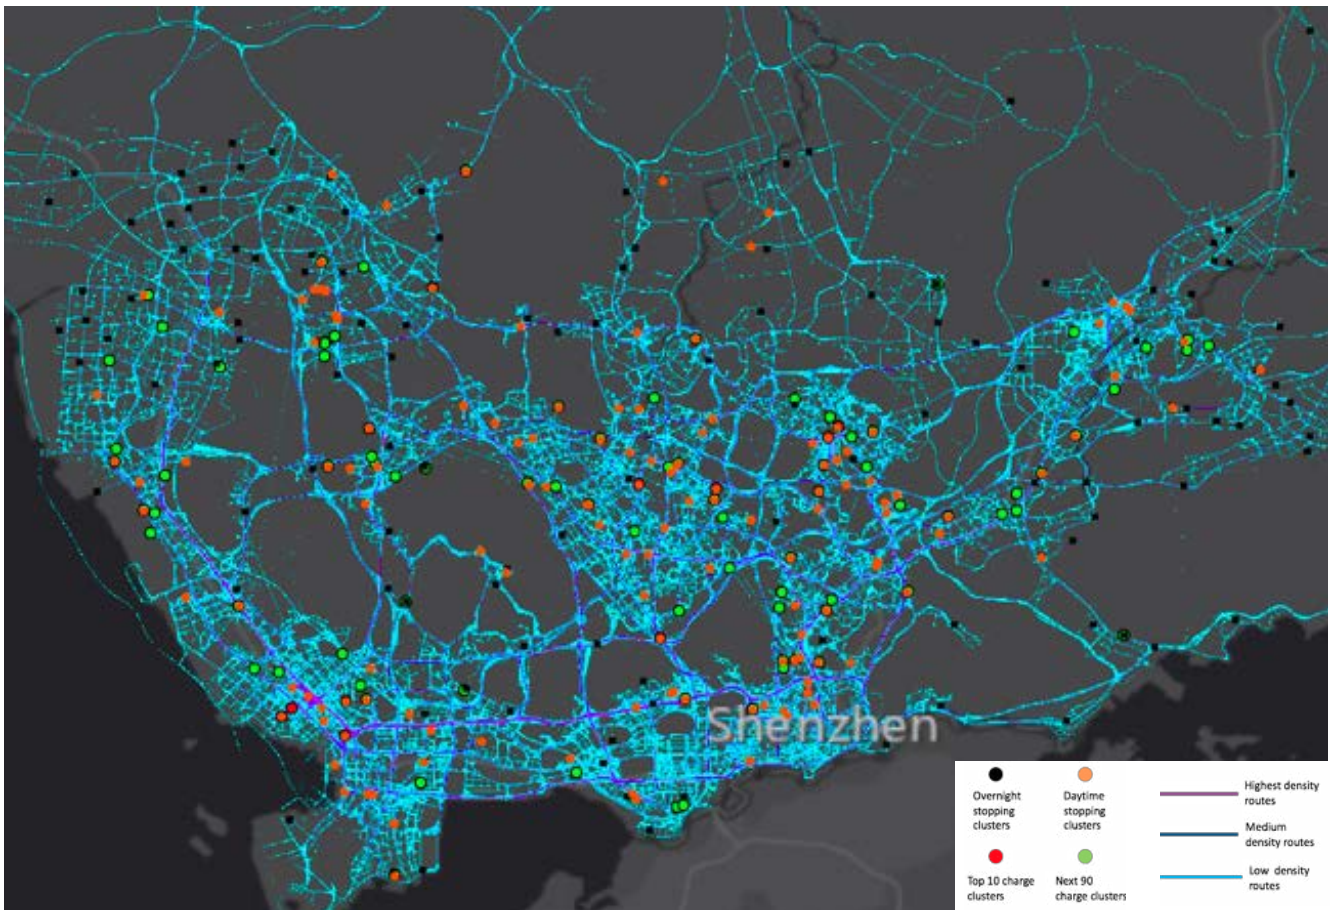 Shenzhen
Overnight
stopping
clusters
Daytime
stopping
clusters
Top 10 charge
clusters
Next 90
charge clusters
Highest density
routes
Medium
density routes
Low density
routes